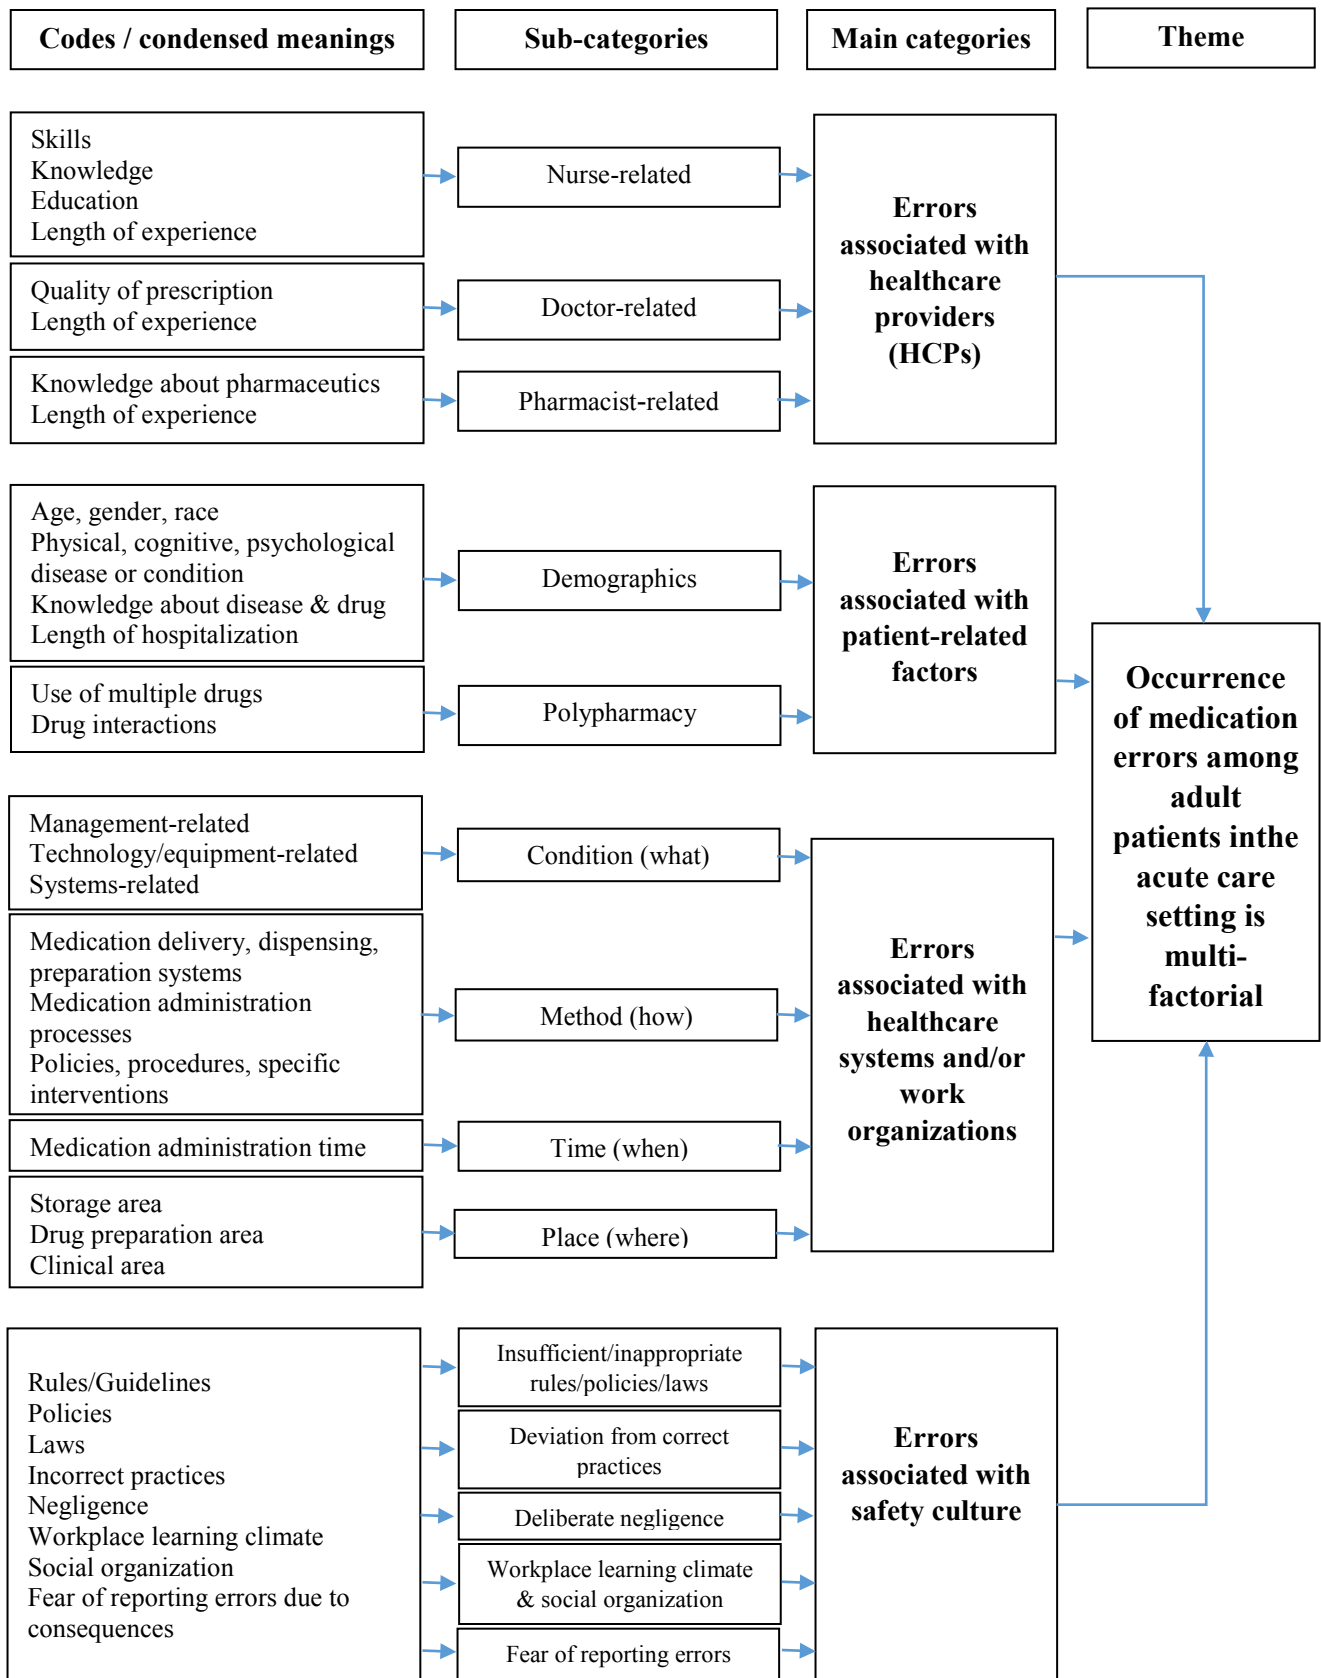 Codes / condensed meanings
Sub-categories
Main categories
Theme
Skills
Knowledge
Education
Length of experience
Nurse-related
Quality of prescription
Length of experience
Doctor-related
Knowledge about pharmaceutics
Length of experience
Pharmacist-related
Errors
associated with
healthcare
providers
(HCPs)
Age, gender, race
Physical, cognitive, psychological
disease or condition
Knowledge about disease & drug
Length of hospitalization
Demographics
Use of multiple drugs
Drug interactions
Polypharmacy
Errors
associated with
patient-related
factors
Management-related
Technology/equipment-related
Systems-related
Condition (what)
Medication delivery, dispensing,
preparation systems
Medication administration
processes
Policies, procedures, specific
interventions
Method (how)
Medication administration time
Time (when)
Storage area
Drug preparation area
Clinical area
Place (where)
Errors
associated with
healthcare
systems and/or
work
organizations
Rules/Guidelines
Policies
Laws
Incorrect practices
Negligence
Workplace learning climate
Social organization
Fear of reporting errors due to
consequences
Insufficient/inappropriate
rules/policies/laws
Deviation from correct
practices
Deliberate negligence
Workplace learning climate
& social organization
Fear of reporting errors
Errors
associated with
safety culture
Occurrence
of medication
errors among
adult
patients inthe
acute care
setting is
multi-
factorial